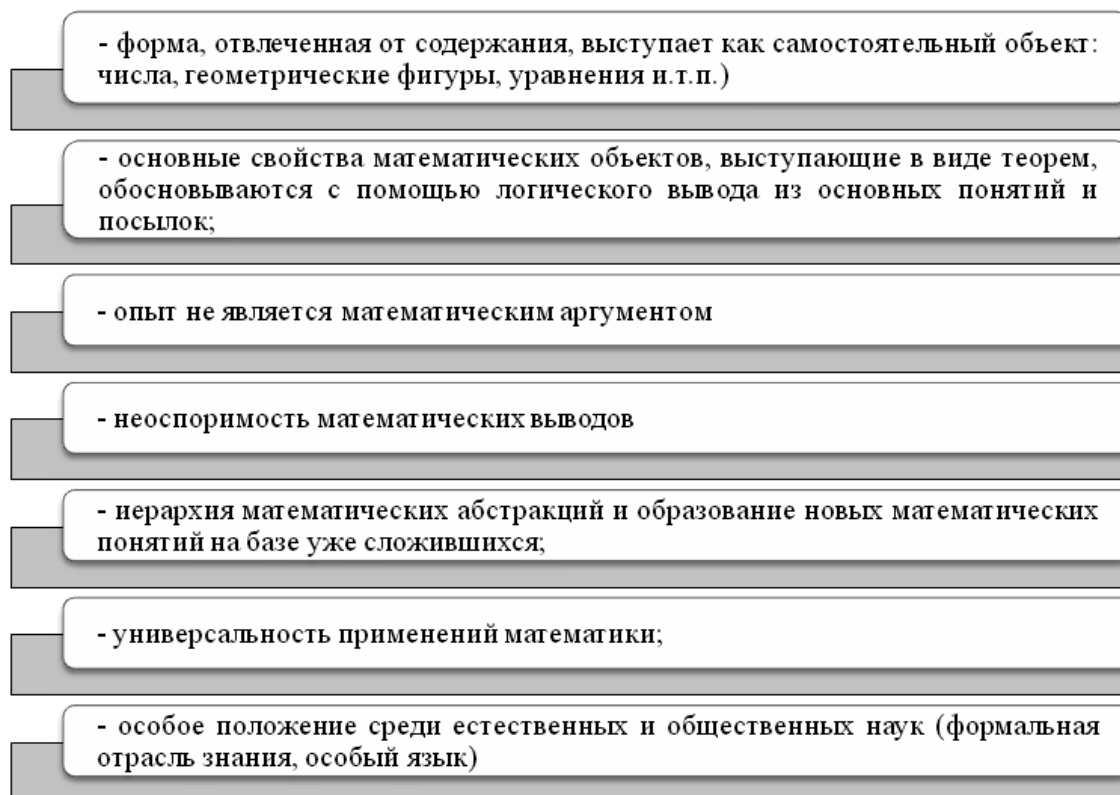 - форма, отвлеченная от содержания, выступает как самостоятельный объект:
числа, геометрические фигуры, уравнения и.т.п.)
- основные свойства математических объектов, выступающие в виде теорем,
обосновываются с помощью логического вывода из основных понятий и
посылок;
- опыт не является математическим аргументом
- неоспоримость математических выводов
- иерархия математических абстракций и образование новых математических
понятий на базе уже сложившихся;
- универсальность применений математики;
- особое положение среди естественных и общественных наук (формальная
отрасль знания, особый язык)